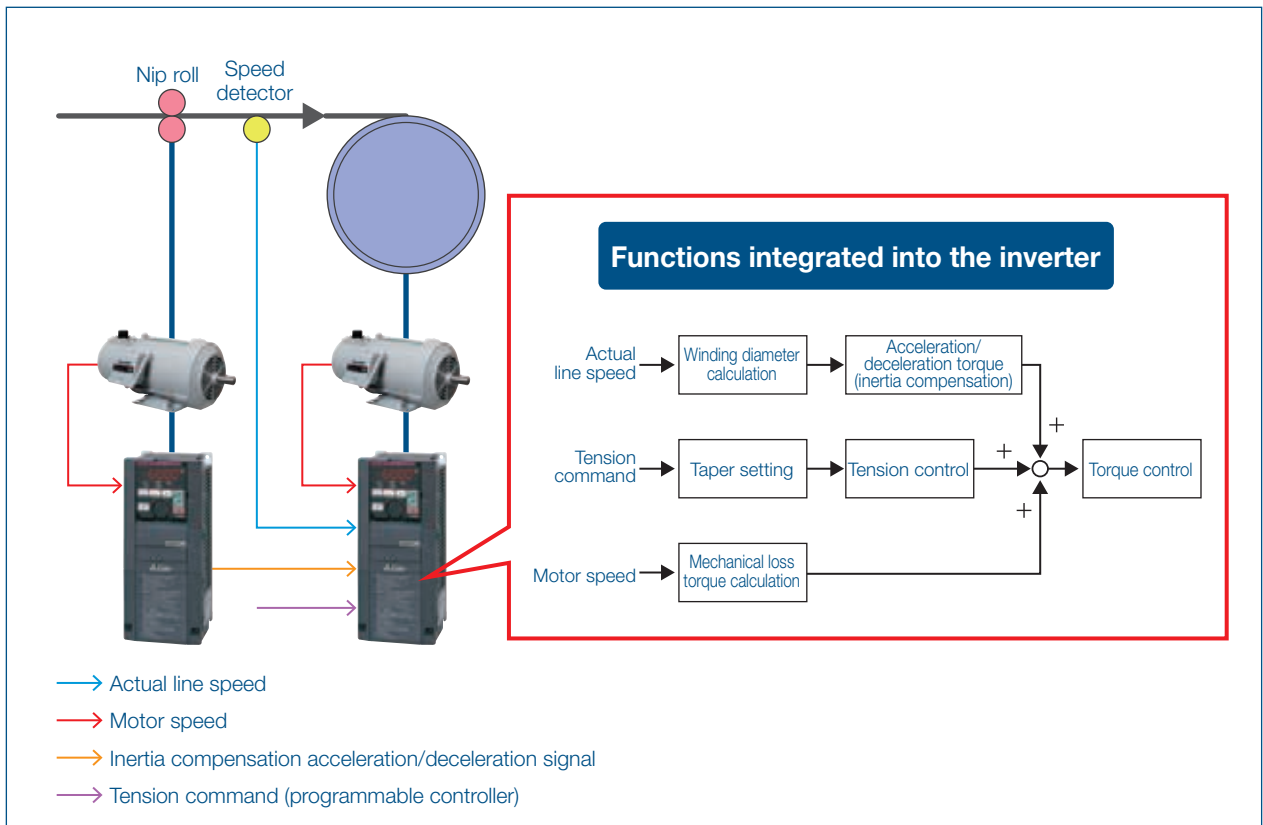 Nip roll
Speed
detector
Functions integrated into the inverter
Actual
line speed
Winding diameter
calculation
Acceleration/
deceleration torque
(inertia compensation)
+
Tension
command
Taper setting
Tension control
+
Torque control
+
Motor speed
Mechanical loss
torque calculation
Actual line speed
Motor speed
Inertia compensation acceleration/deceleration signal
Tension command (programmable controller)